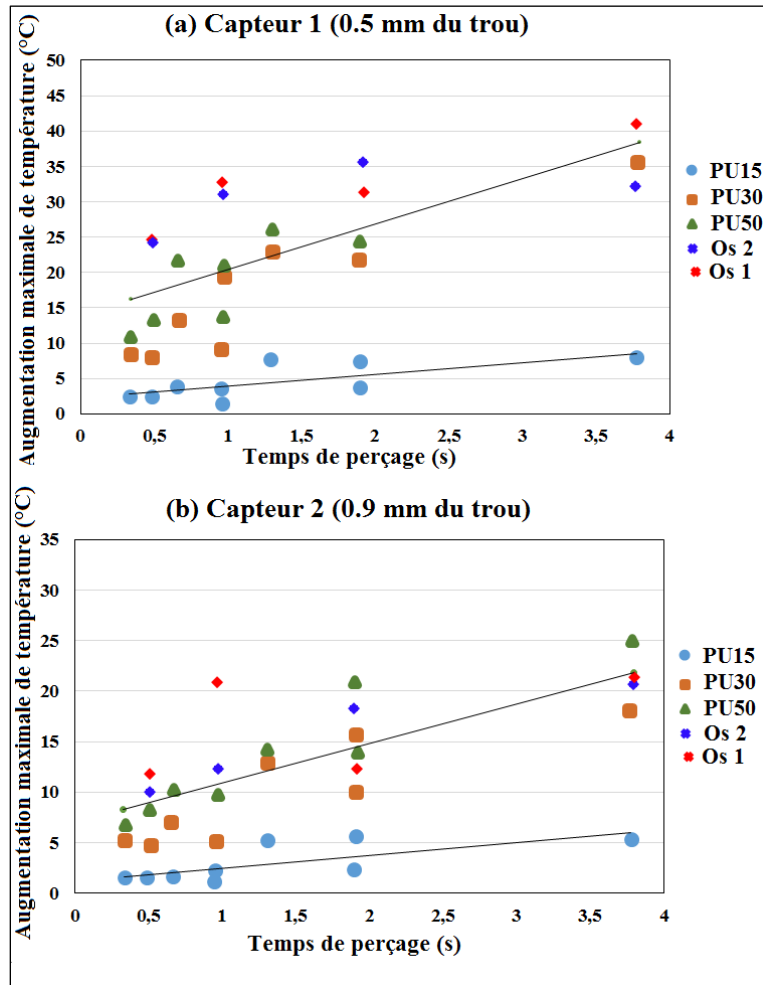 (a) Capteur 1 (0.5 mm du trou)
Augmentation maximale de température (°C)
50
45
40
35
30
25
20
15
10
5
0
0
0,5
1
1,5
2
2,5
3
3,5
4
Temps de perçage (s)
PU15
PU30
PU50
Os 2
Os 1
(b) Capteur 2 (0.9 mm du trou)
Augmentation maximale de température (°C)
35
30
25
20
15
10
5
0
0
0,5
1
1,5
2
2,5
3
3,5
4
Temps de perçage (s)
PU15
PU30
PU50
Os 2
Os 1